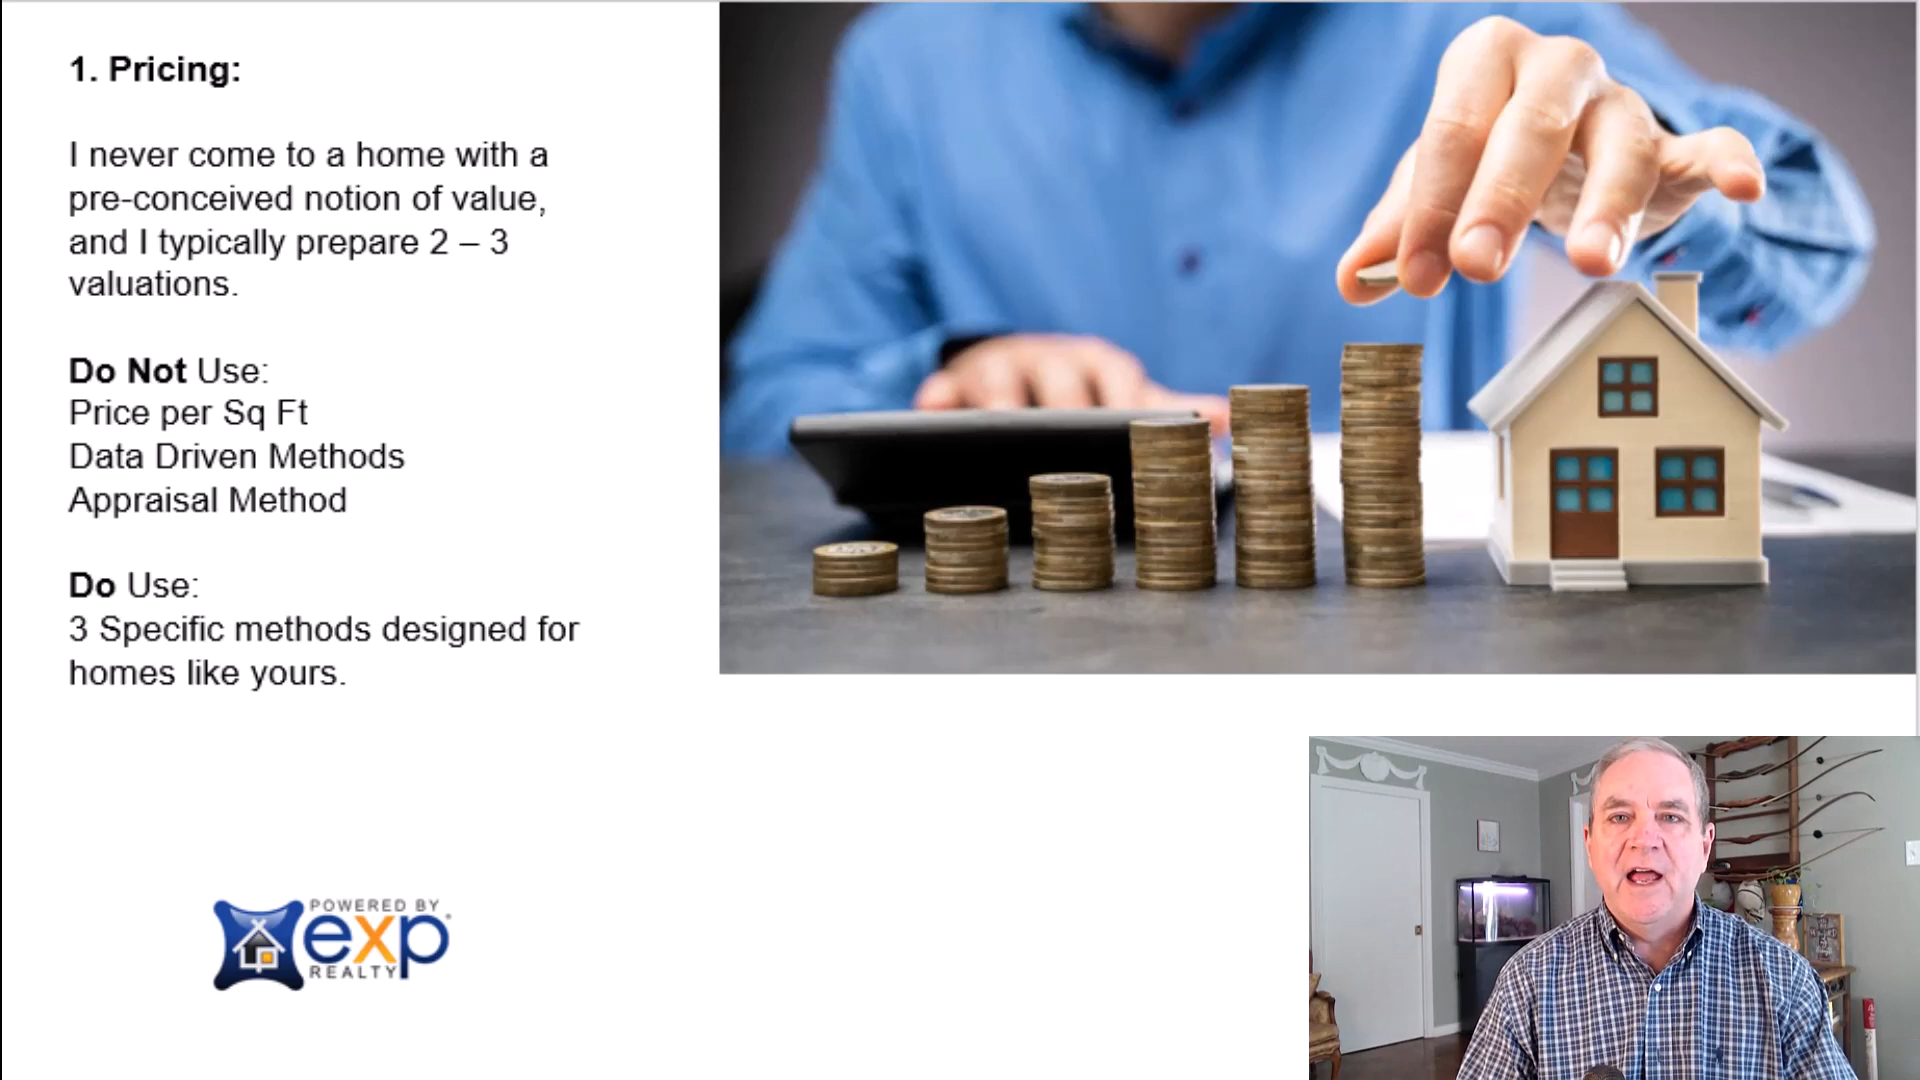 1. Pricing:
I never come to a home with a
pre-conceived notion of value,
and I typically prepare 2 – 3
valuations.
Do Not Use:
Price per Sq Ft
Data Driven Methods
Appraisal Method
Do Use:
3 Specific methods designed for
homes like yours.
POWERED BY
exp
REALTY